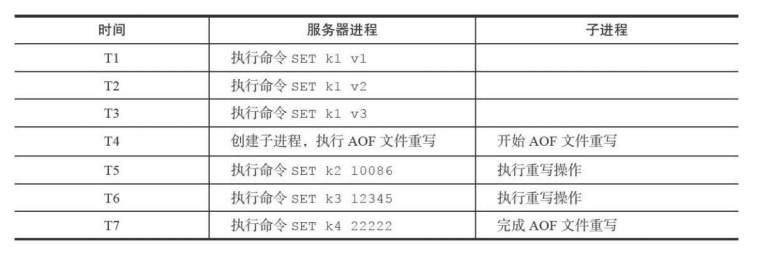 时间 服务器进程 子进程
T1 执行命令 SET k1 v1
T2 执行命令 SET k1 v2
T3 执行命令 SET k1 v3
T4 创建子进程，执行 AOF 文件重写 开始 AOF 文件重写
T5 执行命令 SET k2 10086 执行重写操作
T6 执行命令 SET k3 12345 执行重写操作
T7 执行命令 SET k4 22222 完成 AOF 文件重写